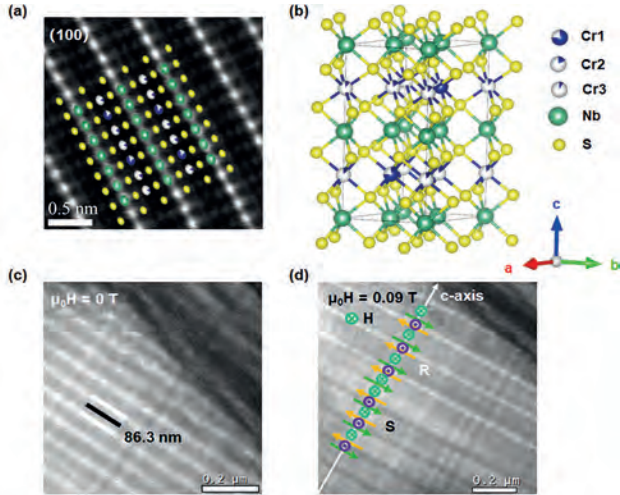 (a)
(100)
0.5 nm
(b)
Cr1
Cr2
Cr3
Nb
S
c
a
b
(c)
μ₀H = 0 T
86.3 nm
0.2 μm
(d)
μ₀H = 0.09 T
c-axis
H
R
S
0.2 μm